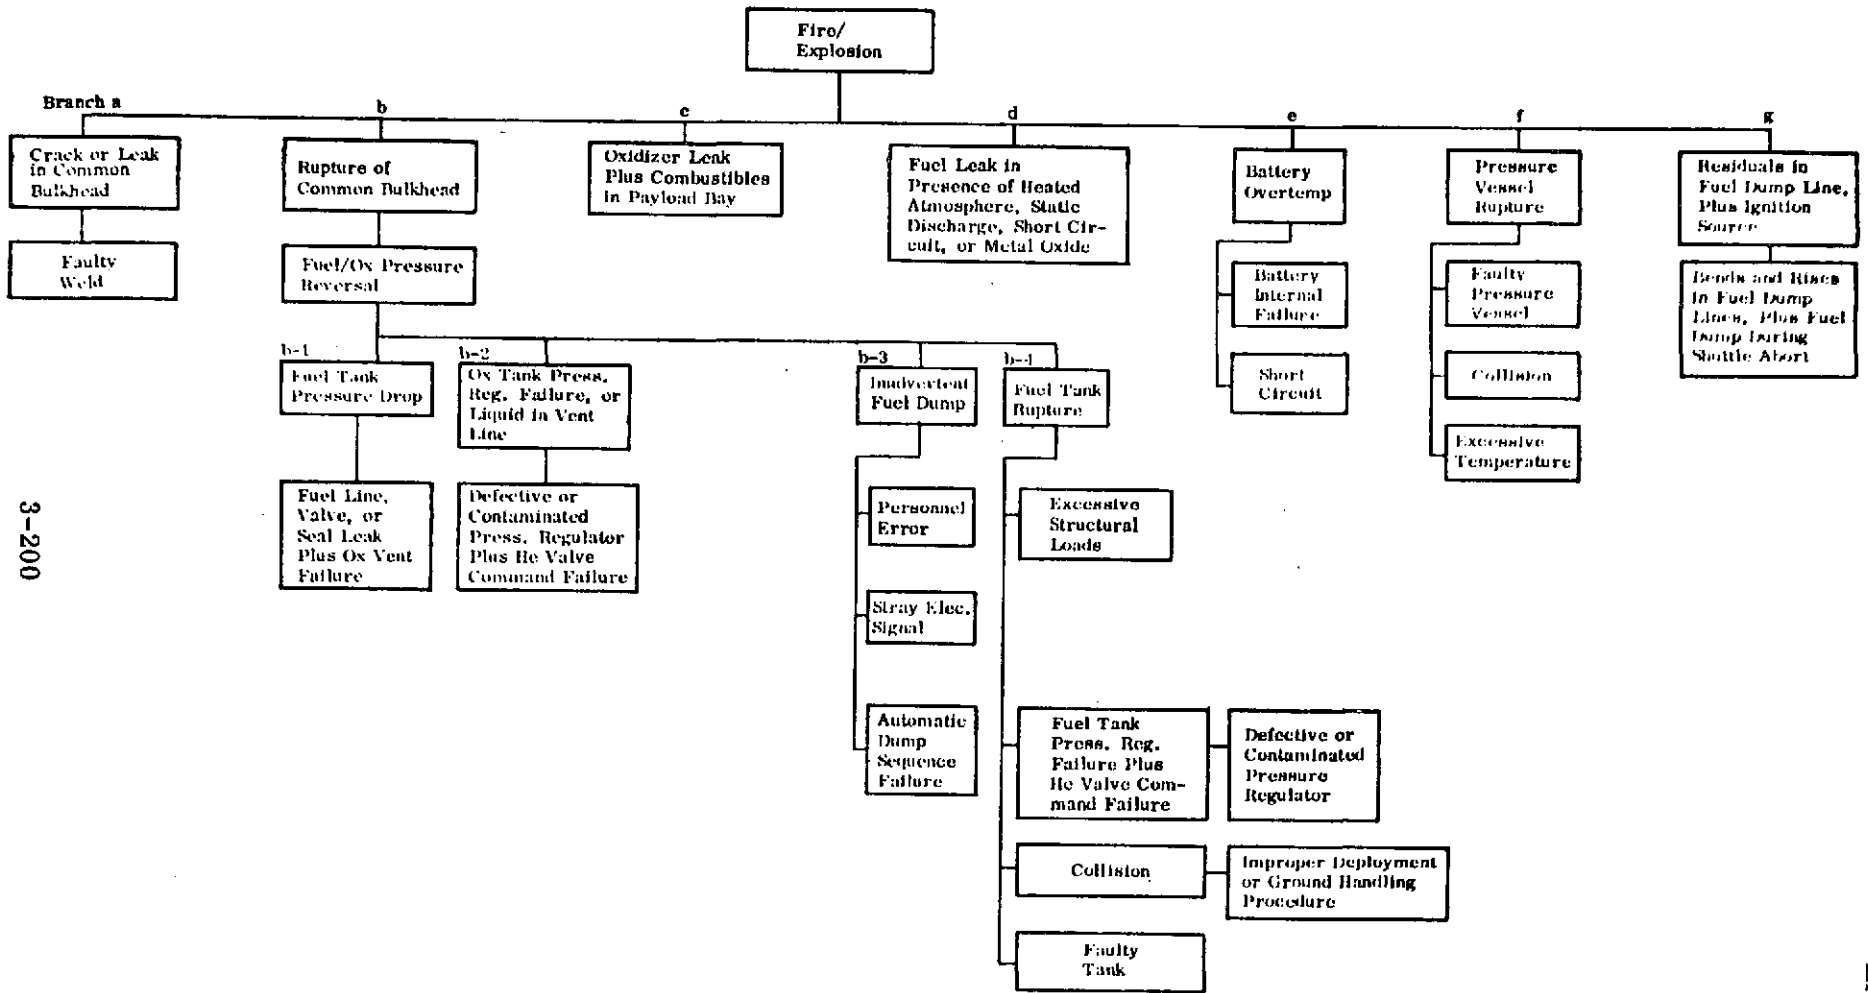 Fire/
Explosion
Branch a
b
c
d
e
f
g
Crack or Leak
in Common
Bulkhead
Faulty
Weld
Rupture of
Common Bulkhead
Fuel/Ox Pressure
Reversal
Oxidizer Leak
Plus Combustibles
in Payload Bay
Fuel Leak in
Presence of Heated
Atmosphere, Static
Discharge, Short Cir-
cuit, or Metal Oxide
Battery
Overtemp
Battery
Internal
Failure
Short
Circuit
Pressure
Vessel
Rupture
Faulty
Pressure
Vessel
Collision
Excessive
Temperature
Residuals in
Fuel Dump Line,
Plus Ignition
Source
Bends and Rises
in Fuel Dump
Lines, Plus Fuel
Dump During
Shuttle Abort
b-1
Fuel Tank
Pressure Drop
Fuel Line,
Valve, or
Seal Leak
Plus Ox Vent
Failure
b-2
Ox Tank Press.
Reg. Failure, or
Liquid in Vent
Line
Defective or
Contaminated
Press. Regulator
Plus He Valve
Command Failure
b-3
Inadvertent
Fuel Dump
Personnel
Error
Stray Elec.
Signal
Automatic
Dump
Sequence
Failure
b-4
Fuel Tank
Rupture
Excessive
Structural
Loads
Fuel Tank
Press. Reg.
Failure Plus
He Valve Com-
mand Failure
Defective or
Contaminated
Pressure
Regulator
Collision
Improper Deployment
or Ground Handling
Procedure
Faulty
Tank
3-200